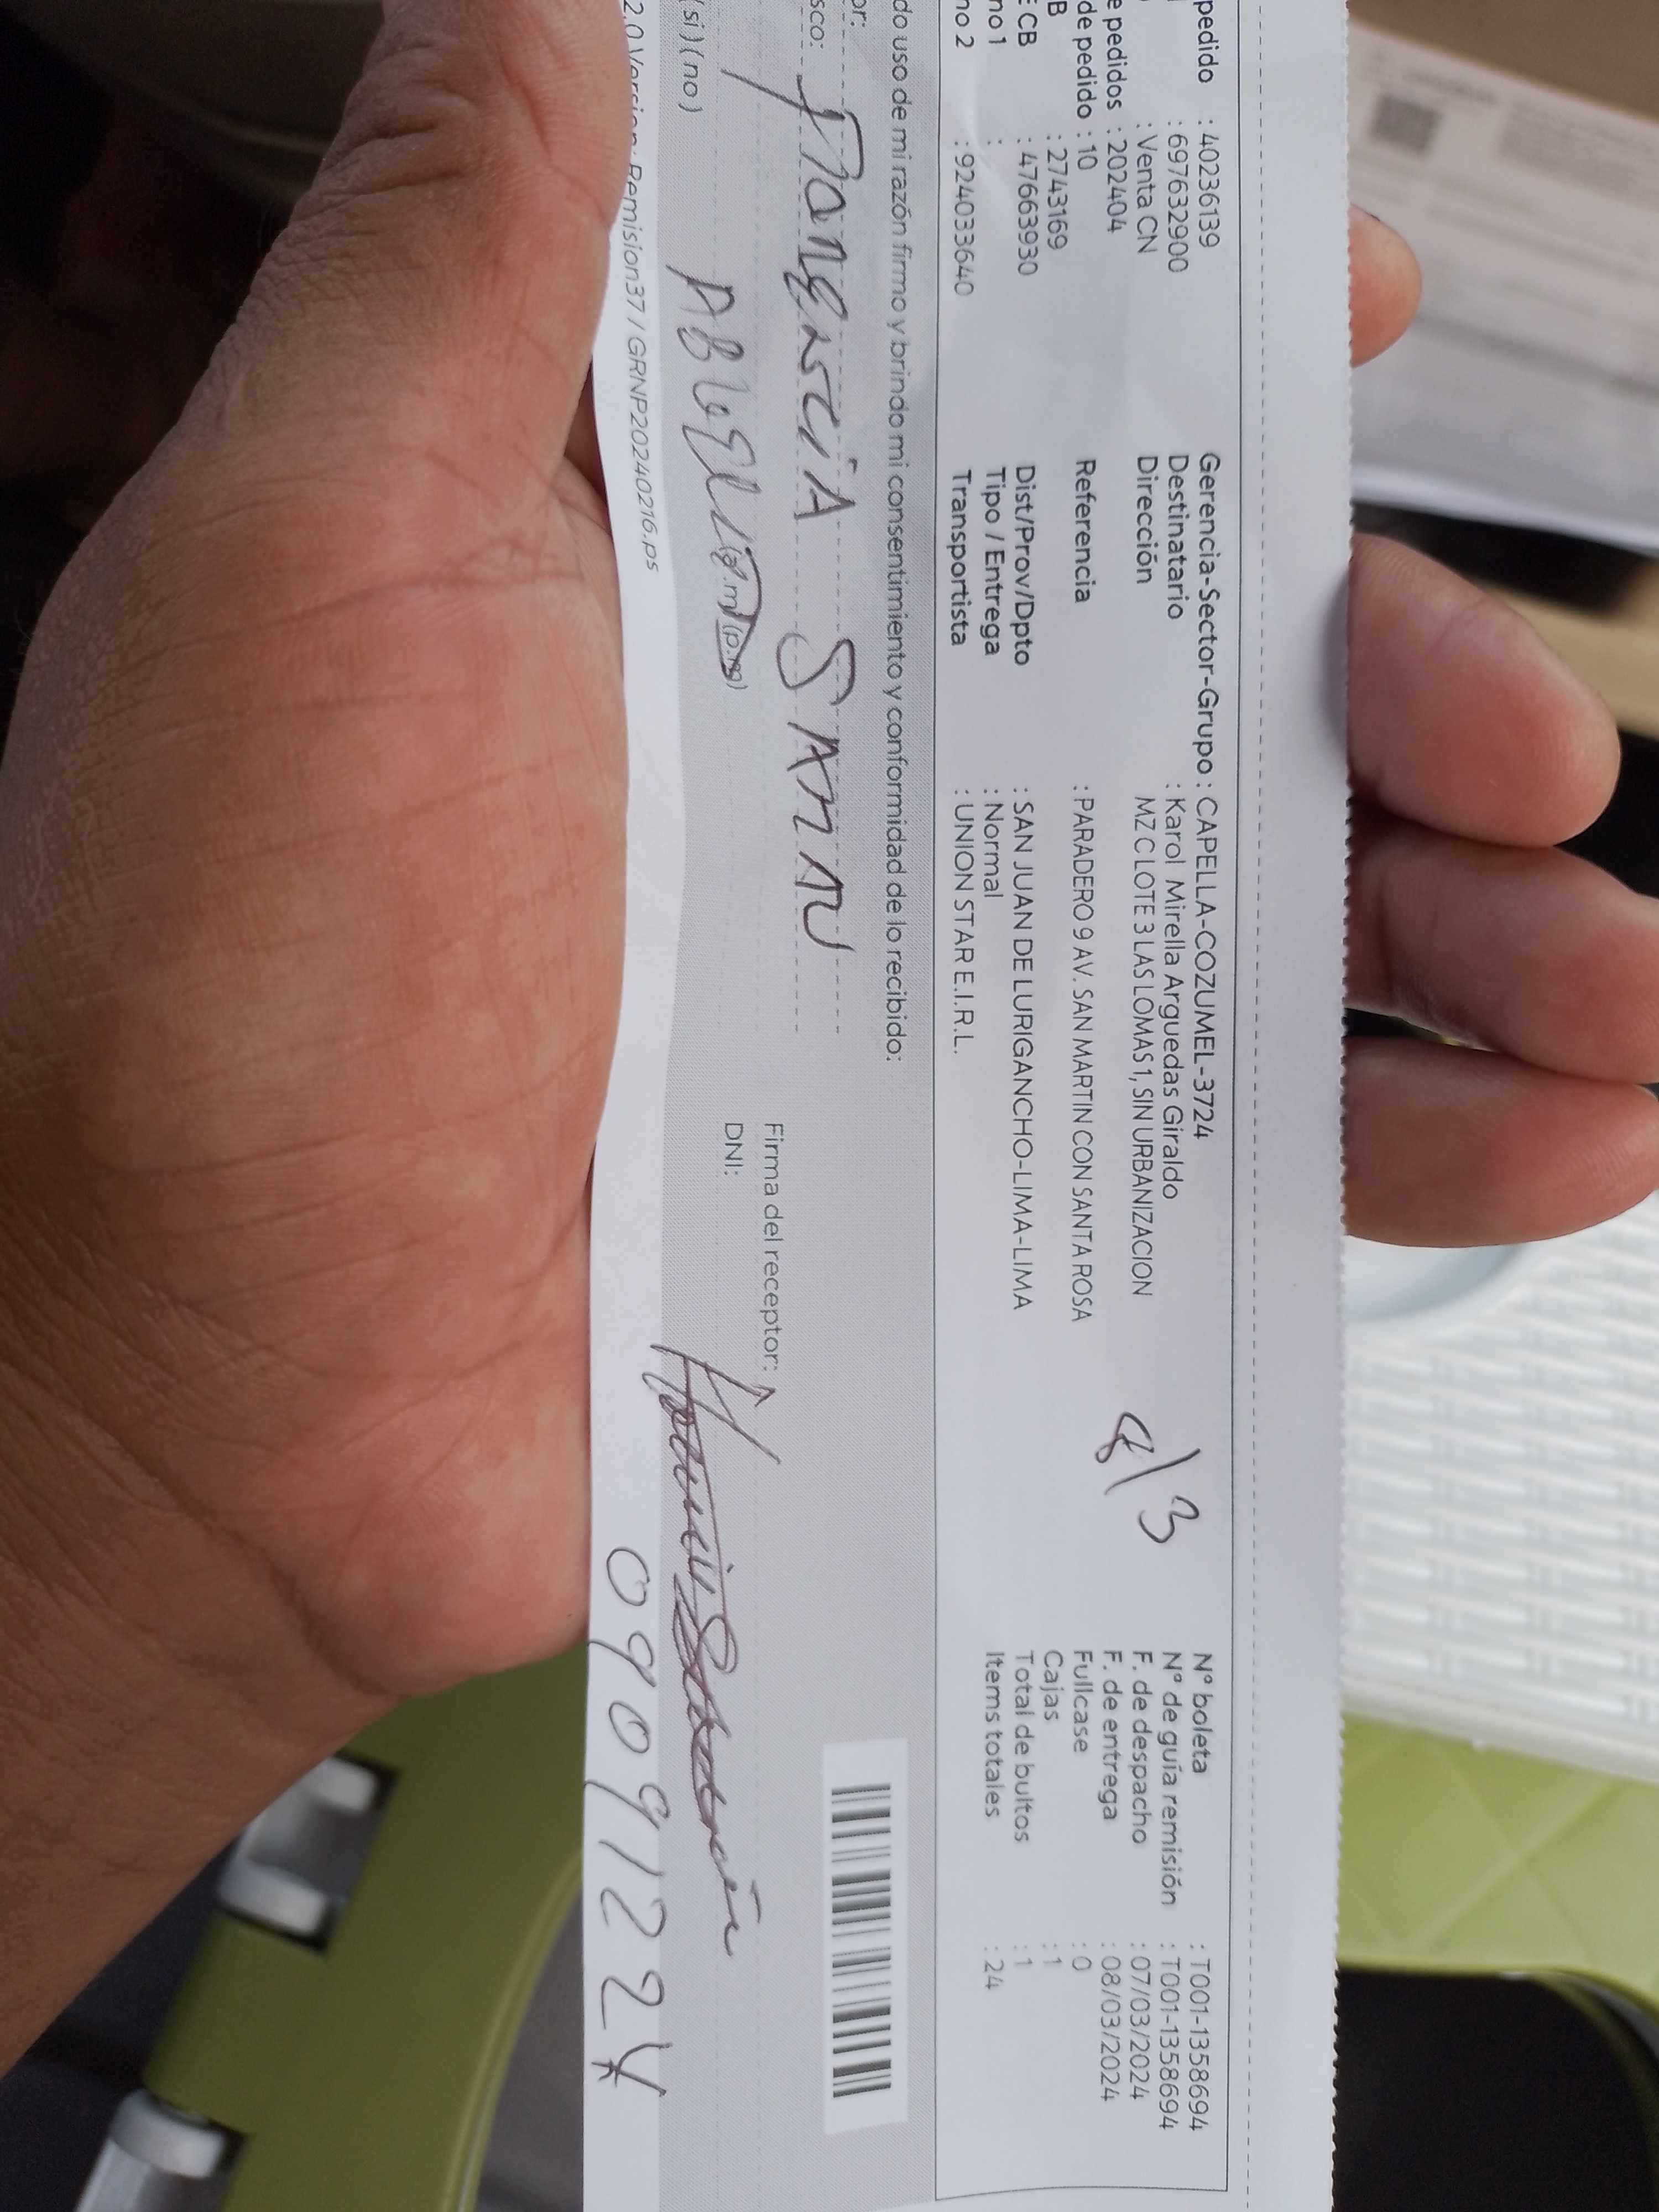 pedido : 40236139
: 697632900
: Venta CN
e pedidos : 202404
de pedido : 10
B : 2743169
E CB : 47663930
no 1 :
no 2 : 924033640
Gerencia-Sector-Grupo : CAPELLA-COZUMEL-3724
Destinatario : Karol Mirella Arguedas Giraldo
Dirección MZ C LOTE 3 LAS LOMAS 1, SIN URBANIZACION
Referencia : PARADERO 9 AV. SAN MARTIN CON SANTA ROSA
Dist/Prov/Dpto : SAN JUAN DE LURIGANCHO-LIMA-LIMA
Tipo / Entrega : Normal
Transportista : UNION STAR E.I.R.L.
8/3
N° boleta : T001-1358694
N° de guía remisión : T001-1358694
F. de despacho : 07/03/2024
F. de entrega : 08/03/2024
Fullcase : 0
Cajas : 1
Total de bultos : 1
Items totales : 24
do uso de mi razón firmo y brindo mi consentimiento y conformidad de lo recibido:
or:
sco:
(a.m) (p.m)
(si) (no)
Firma del receptor:
DNI:
09091224
2.0 Version: Remision37 / GRNP20240216.ps